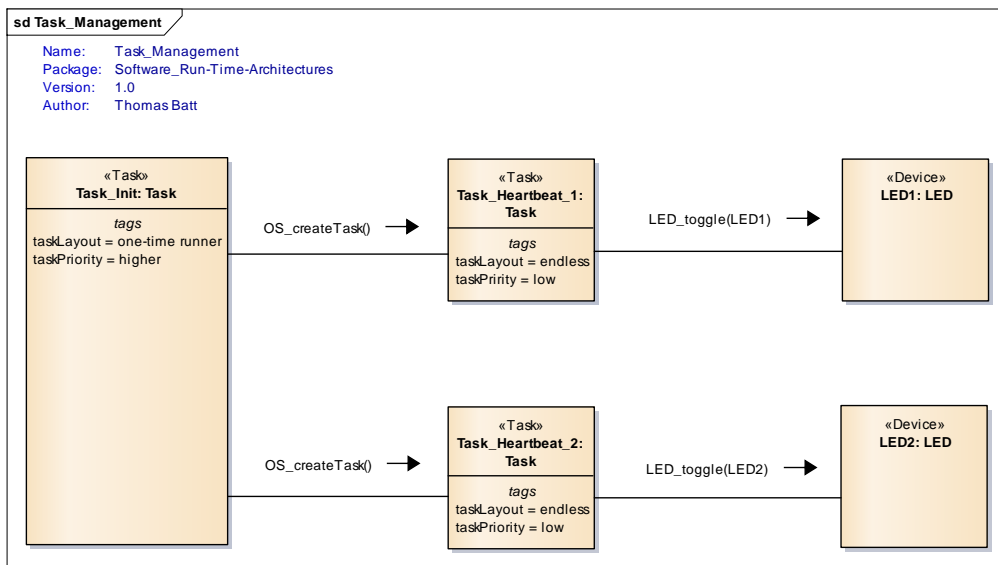 sd Task_Management
Name: Task_Management
Package: Software_Run-Time-Architectures
Version: 1.0
Author: Thomas Batt
«Task»
Task_Init: Task
tags
taskLayout = one-time runner
taskPriority = higher
OS_createTask()
«Task»
Task_Heartbeat_1:
Task
tags
taskLayout = endless
taskPririty = low
LED_toggle(LED1)
«Device»
LED1: LED
OS_createTask()
«Task»
Task_Heartbeat_2:
Task
tags
taskLayout = endless
taskPriority = low
LED_toggle(LED2)
«Device»
LED2: LED